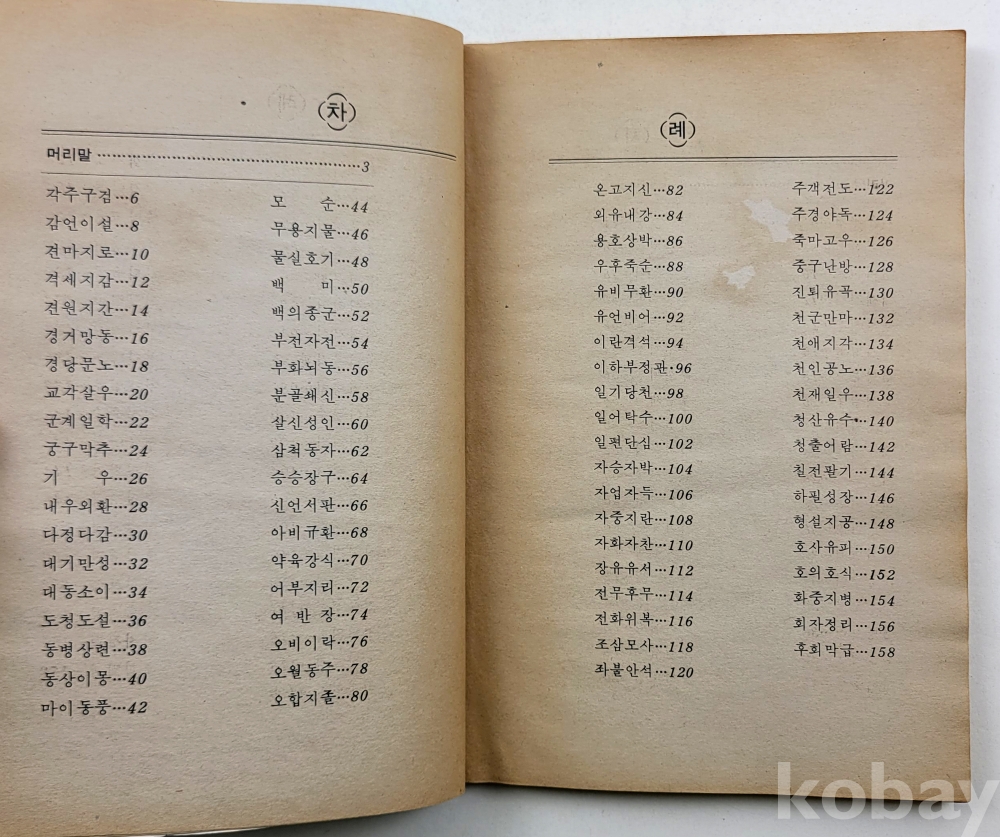 차
머리말 3
각주구검…6
감언이설…8
견마지로…10
격세지감…12
견원지간…14
경거망동…16
경당문노…18
교각살우…20
군계일학…22
궁구막추…24
기 우…26
내우외환…28
다정다감…30
대기만성…32
대동소이…34
도청도설…36
동병상련…38
동상이몽…40
마이동풍…42
모 순…44
무용지물…46
물실호기…48
백 미…50
백의종군…52
부전자전…54
부화뇌동…56
분골쇄신…58
살신성인…60
삼척동자…62
승승장구…64
신언서판…66
아비규환…68
약육강식…70
어부지리…72
여 반 장…74
오비이락…76
오월동주…78
오합지졸…80
례
온고지신…82
외유내강…84
용호상박…86
우후죽순…88
유비무환…90
유언비어…92
이란격석…94
이하부정관·96
일기당천…98
일어탁수…100
일편단심…102
자승자박…104
자업자득…106
자중지란…108
자화자찬…110
장유유서…112
전무후무…114
전화위복…116
조삼모사…118
좌불안석…120
주객전도…122
주경야독…124
죽마고우…126
중구난방…128
진퇴유곡…130
천군만마…132
천애지각…134
천인공노…136
천재일우…138
청산유수…140
청출어람…142
칠전팔기…144
하필성장…146
형설지공…148
호사유피…150
호의호식…152
화중지병…154
회자정리…156
후회막급…158
kobay